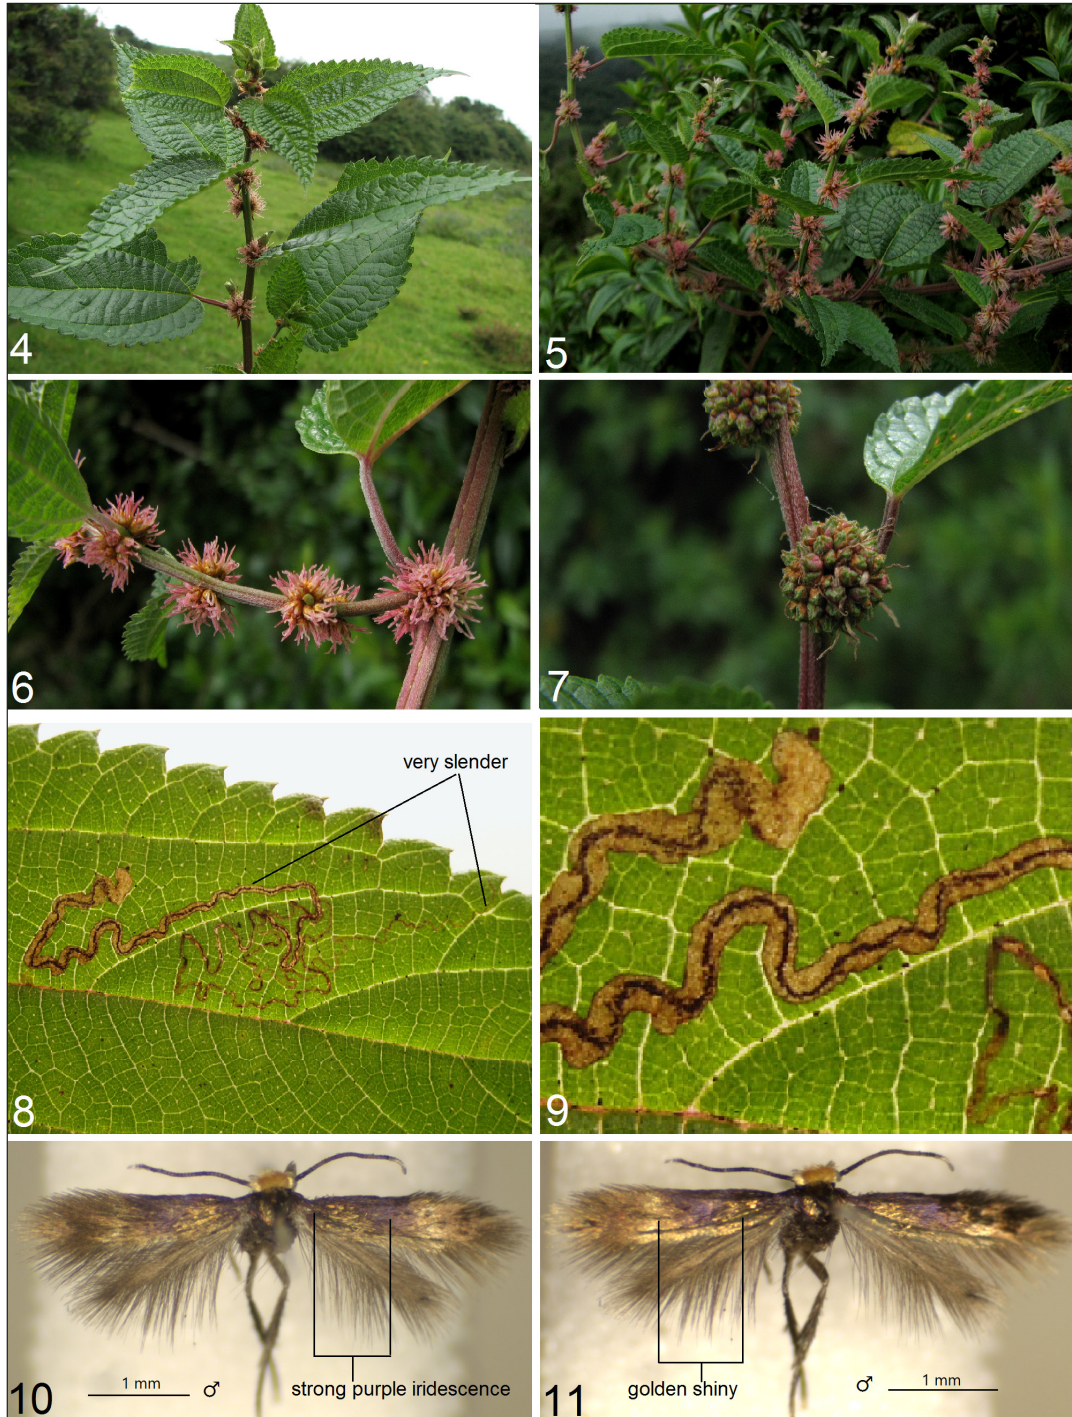 4
5
6
7
very slender
8
9
10
1 mm ♂
strong purple iridescence
11
golden shiny
♂ 1 mm